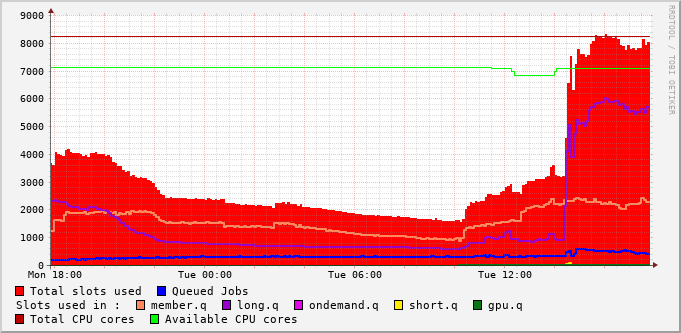 9000
8000
7000
6000
5000
4000
3000
2000
1000
0
Mon 18:00 Tue 00:00 Tue 06:00 Tue 12:00
RRDTOOL / TOBI OETIKER
Total slots used Queued Jobs
Slots used in : member.q long.q ondemand.q short.q gpu.q
Total CPU cores Available CPU cores